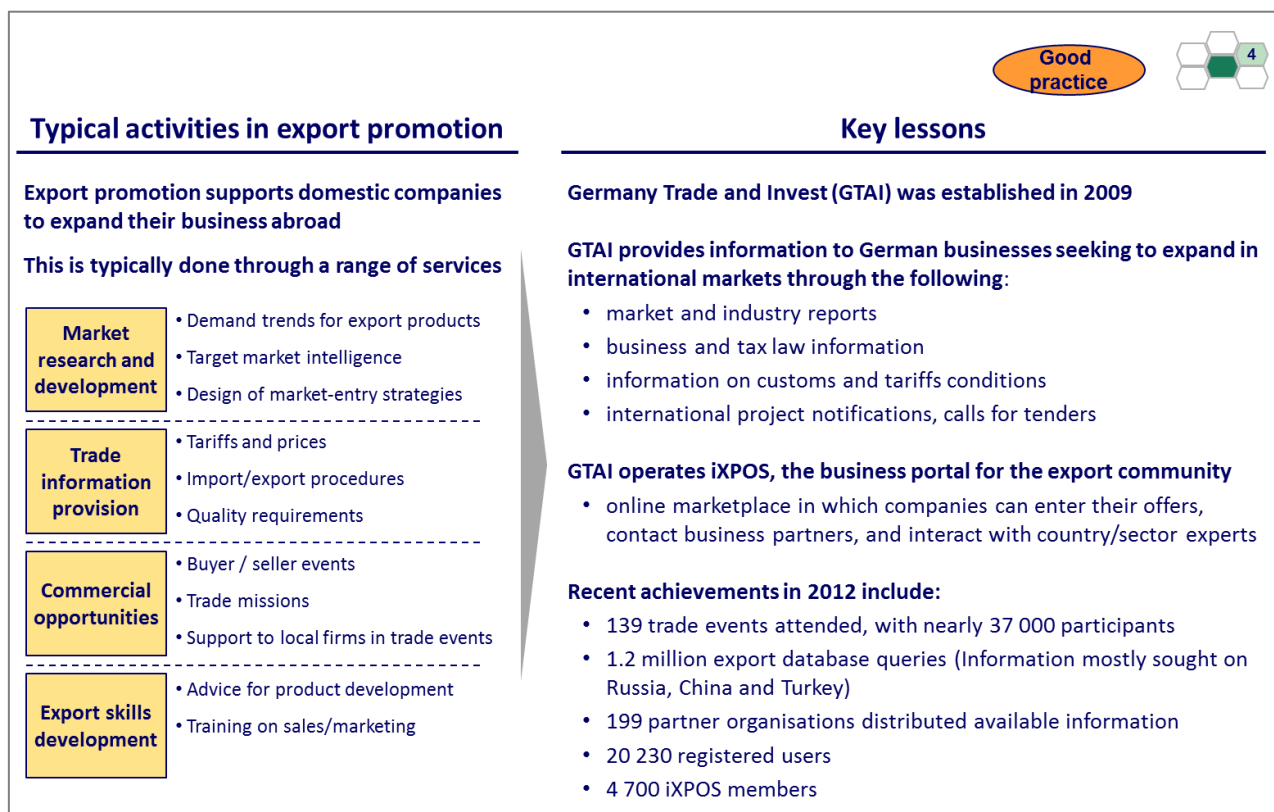 Good
practice
4
Typical activities in export promotion
Export promotion supports domestic companies
to expand their business abroad
This is typically done through a range of services
Market
research and
development
• Demand trends for export products
• Target market intelligence
• Design of market-entry strategies
Trade
information
provision
• Tariffs and prices
• Import/export procedures
• Quality requirements
Commercial
opportunities
• Buyer / seller events
• Trade missions
• Support to local firms in trade events
Export skills
development
• Advice for product development
• Training on sales/marketing
Key lessons
Germany Trade and Invest (GTAI) was established in 2009
GTAI provides information to German businesses seeking to expand in
international markets through the following:
• market and industry reports
• business and tax law information
• information on customs and tariffs conditions
• international project notifications, calls for tenders
GTAI operates iXPOS, the business portal for the export community
• online marketplace in which companies can enter their offers,
contact business partners, and interact with country/sector experts
Recent achievements in 2012 include:
• 139 trade events attended, with nearly 37 000 participants
• 1.2 million export database queries (Information mostly sought on
Russia, China and Turkey)
• 199 partner organisations distributed available information
• 20 230 registered users
• 4 700 iXPOS members